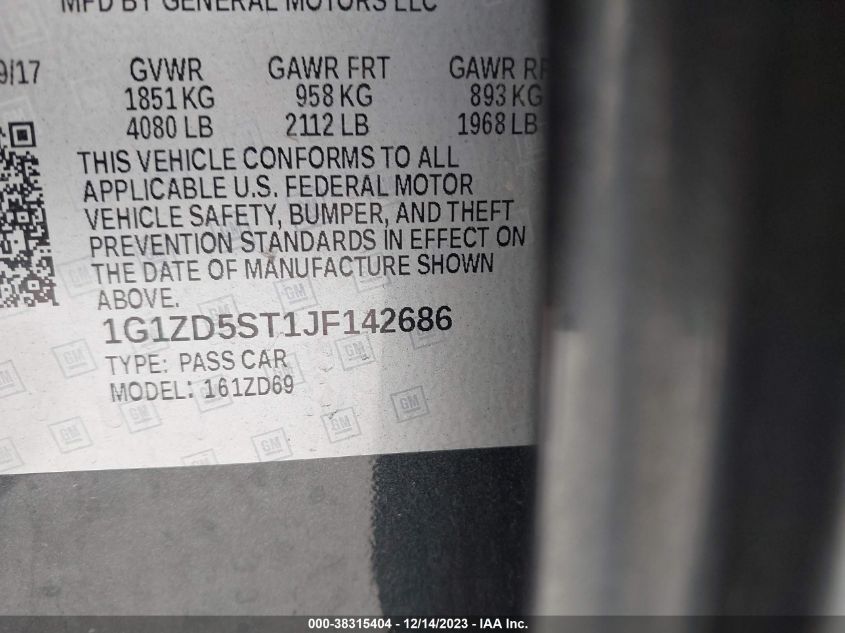 MFD BY GENERAL MOTORS LLC
9/17 GVWR GAWR FRT GAWR RR
1851 KG 958 KG 893 KG
4080 LB 2112 LB 1968 LB
THIS VEHICLE CONFORMS TO ALL
APPLICABLE U.S. FEDERAL MOTOR
VEHICLE SAFETY, BUMPER, AND THEFT
PREVENTION STANDARDS IN EFFECT ON
THE DATE OF MANUFACTURE SHOWN
ABOVE.
1G1ZD5ST1JF142686
TYPE: PASS CAR
MODEL: 161ZD69
GM
000-38315404 - 12/14/2023 - IAA Inc.